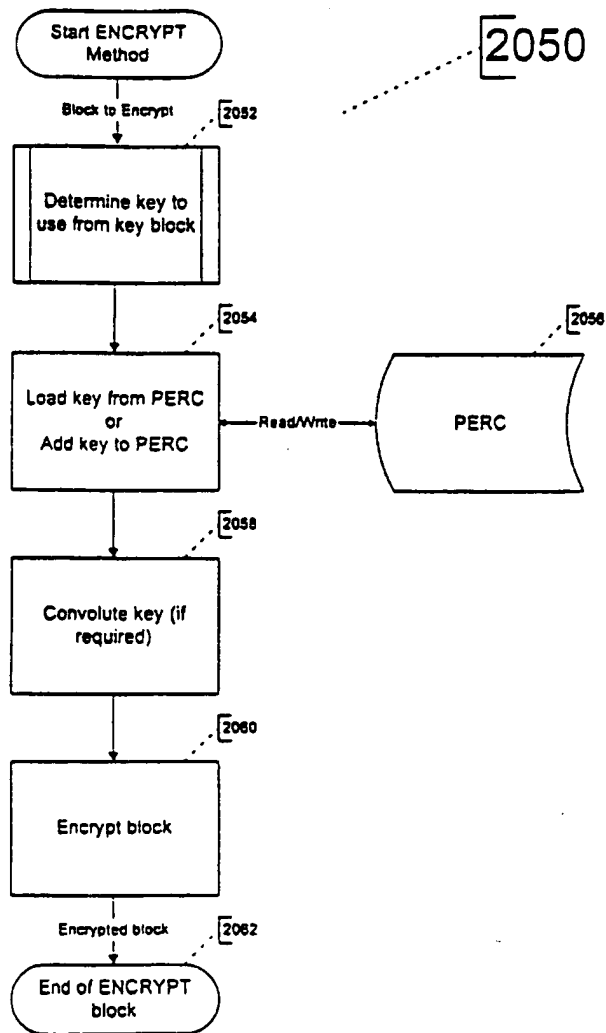 Start ENCRYPT
Method
2050
Block to Encrypt
2052
Determine key to
use from key block
2054
2056
Load key from PERC
or
Add key to PERC
Read/Write
PERC
2058
Convolute key (if
required)
2060
Encrypt block
Encrypted block
2062
End of ENCRYPT
block